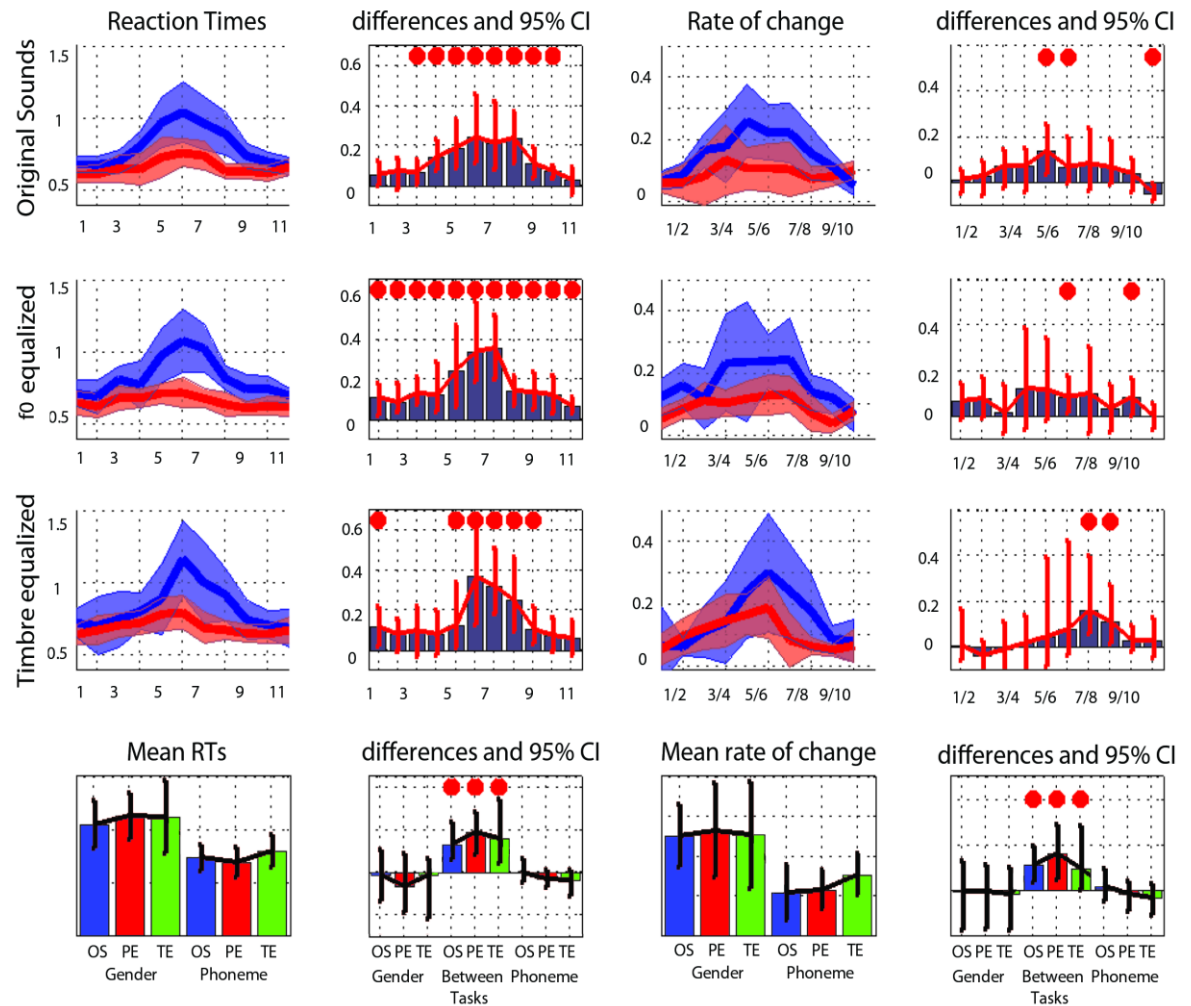 Reaction Times differences and 95% CI Rate of change differences and 95% CI
Original Sounds
1.5 1 0.5
1 3 5 7 9 11
0.6 0.4 0.2 0
1 3 5 7 9 11
0.4 0.2 0
1/2 3/4 5/6 7/8 9/10
0.4 0.2 0
1/2 3/4 5/6 7/8 9/10
f0 equalized
1.5 1 0.5
1 3 5 7 9 11
0.6 0.4 0.2 0
1 3 5 7 9 11
0.4 0.2 0
1/2 3/4 5/6 7/8 9/10
0.4 0.2 0
1/2 3/4 5/6 7/8 9/10
Timbre equalized
1.5 1 0.5
1 3 5 7 9 11
0.6 0.4 0.2 0
1 3 5 7 9 11
0.4 0.2 0
1/2 3/4 5/6 7/8 9/10
0.4 0.2 0
1/2 3/4 5/6 7/8 9/10
Mean RTs differences and 95% CI Mean rate of change differences and 95% CI
OS PE TE OS PE TE
Gender Phoneme
OS PE TE OS PE TE OS PE TE
Gender Between Phoneme
Tasks
OS PE TE OS PE TE
Gender Phoneme
OS PE TE OS PE TE OS PE TE
Gender Between Phoneme
Tasks